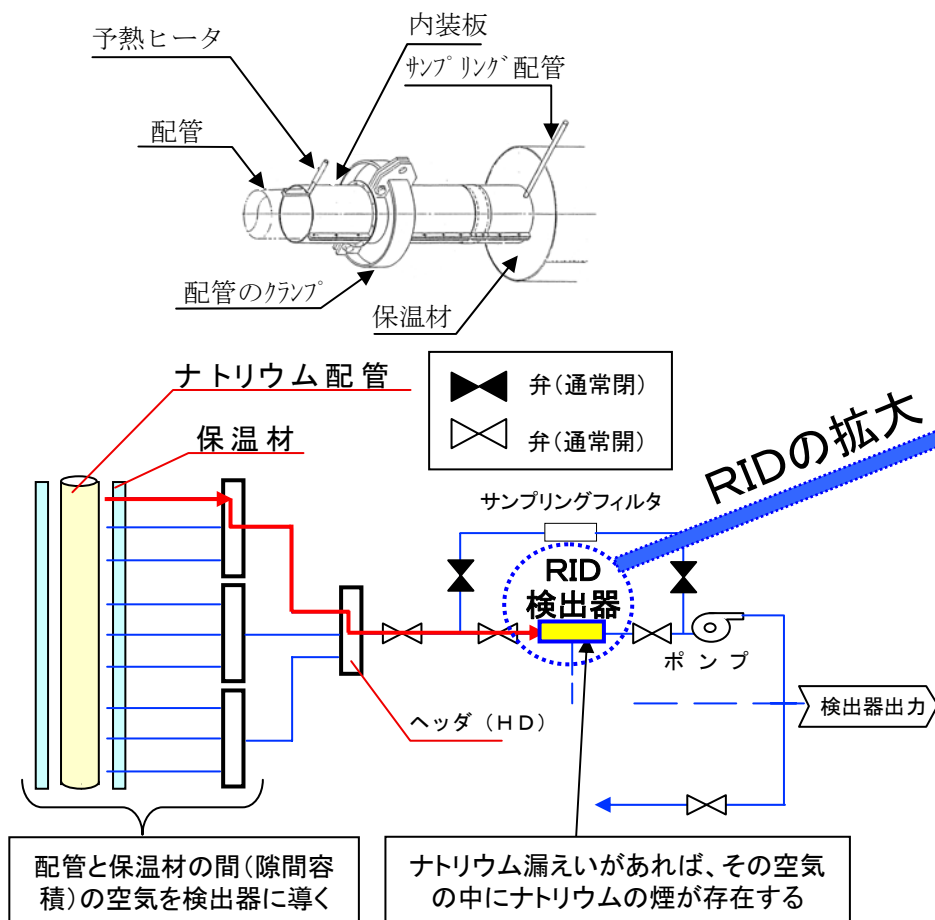 予熱ヒータ
内装板
サンプリング配管
配管
配管のクランプ
保温材
ナトリウム配管
保温材
弁(通常閉)
弁(通常開)
RIDの拡大
サンプリングフィルタ
RID
検出器
ポンプ
検出器出力
ヘッダ(HD)
配管と保温材の間(隙間容
積)の空気を検出器に導く
ナトリウム漏えいがあれば、その空気
の中にナトリウムの煙が存在する